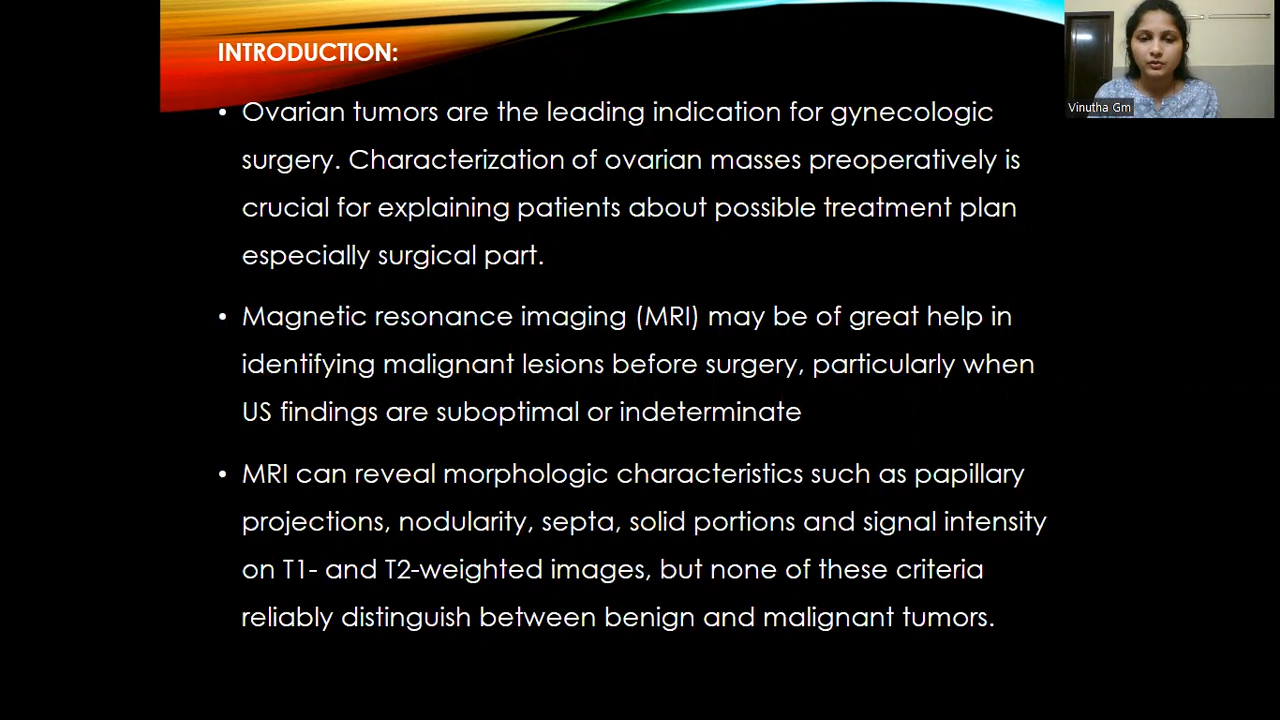 INTRODUCTION:
• Ovarian tumors are the leading indication for gynecologic
surgery. Characterization of ovarian masses preoperatively is
crucial for explaining patients about possible treatment plan
especially surgical part.
• Magnetic resonance imaging (MRI) may be of great help in
identifying malignant lesions before surgery, particularly when
US findings are suboptimal or indeterminate
• MRI can reveal morphologic characteristics such as papillary
projections, nodularity, septa, solid portions and signal intensity
on T1- and T2-weighted images, but none of these criteria
reliably distinguish between benign and malignant tumors.
Vinutha Gm